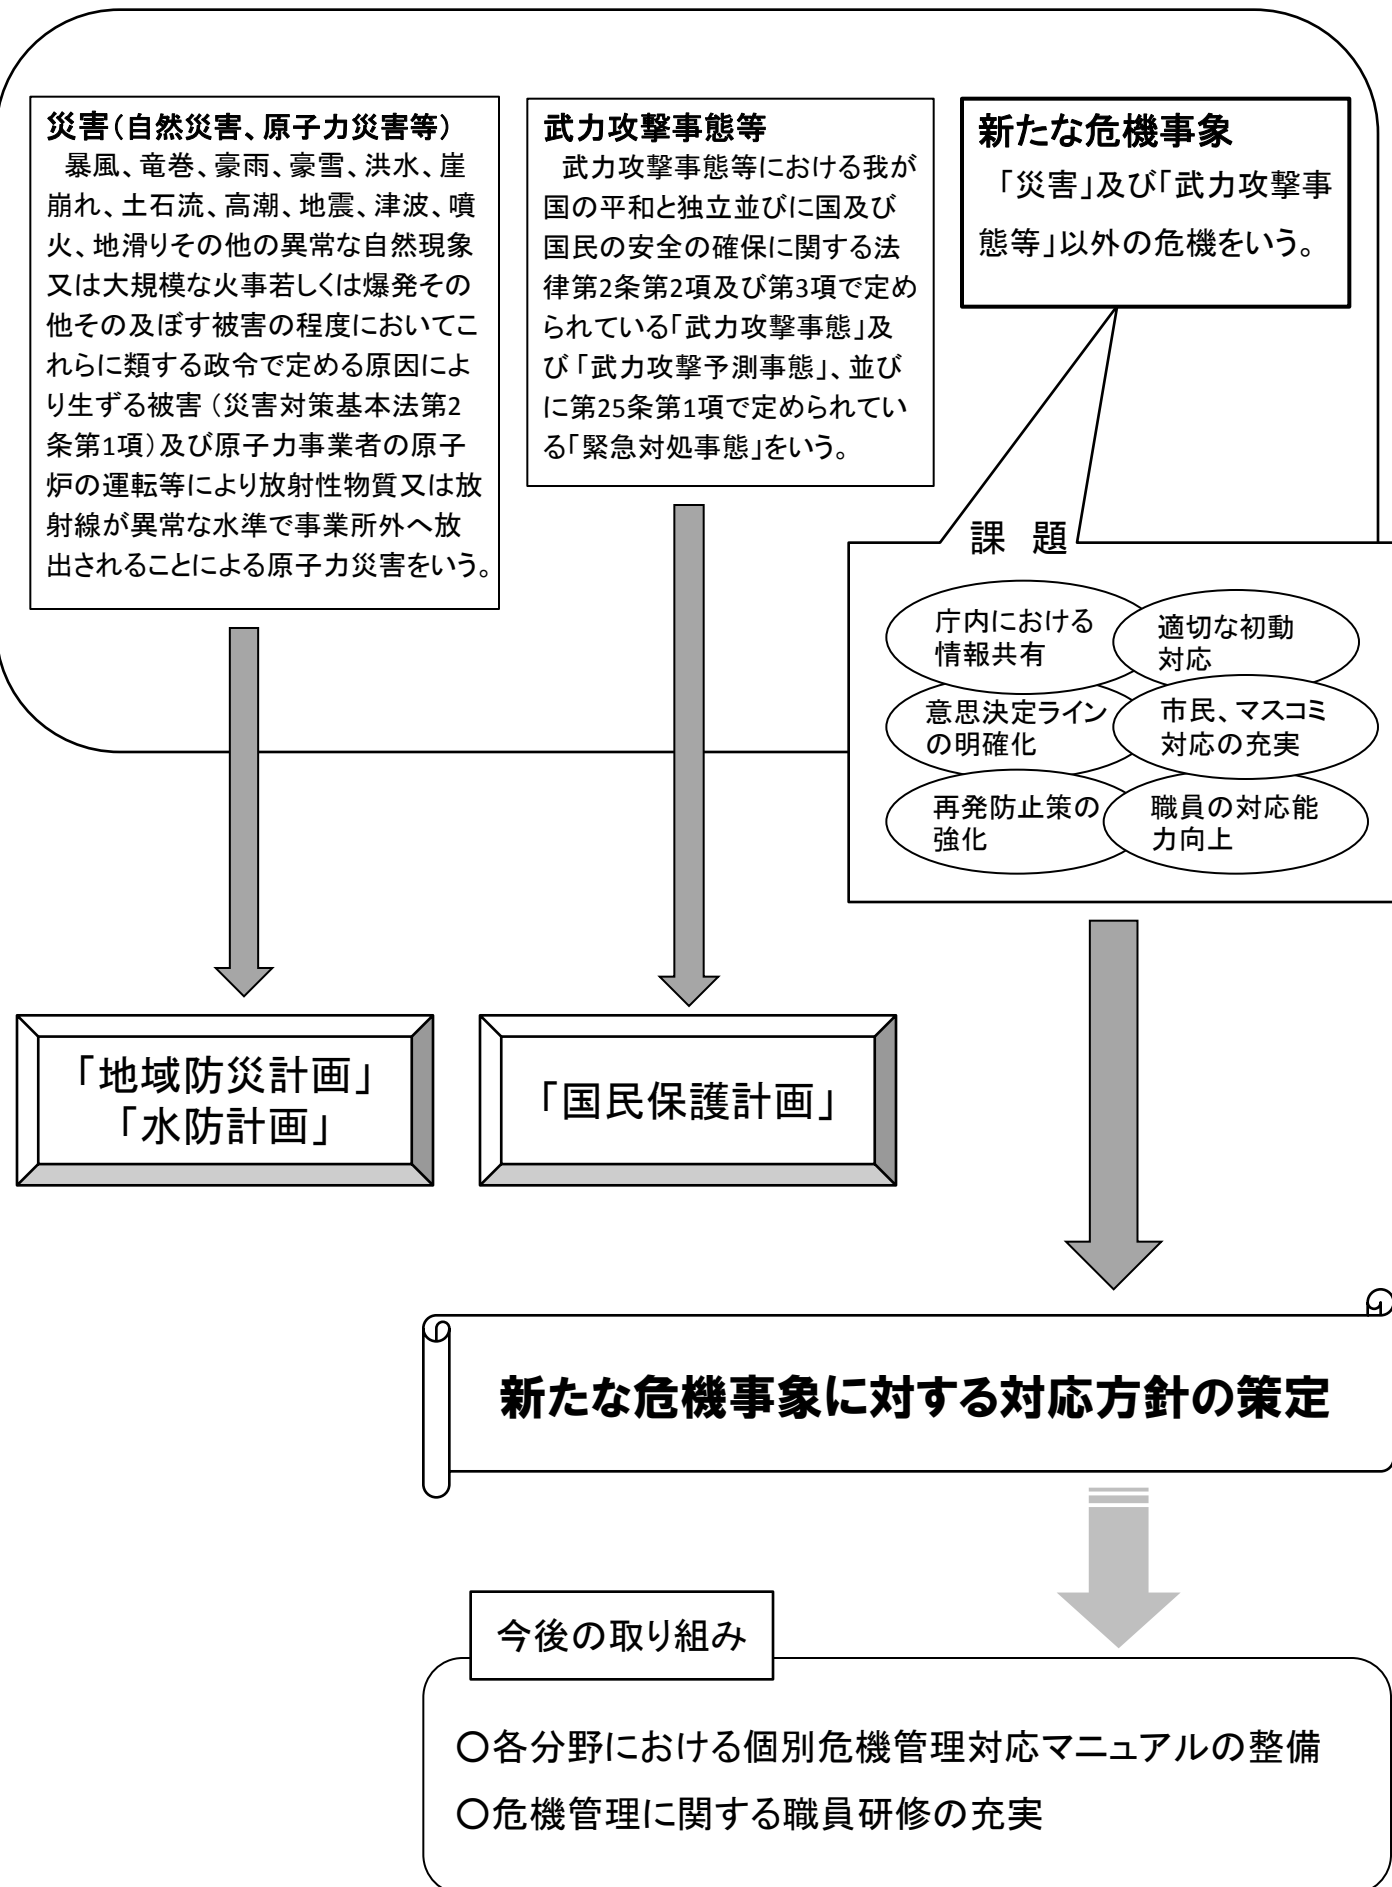 災害（自然災害、原子力災害等）
暴風、竜巻、豪雨、豪雪、洪水、崖
崩れ、土石流、高潮、地震、津波、噴
火、地滑りその他の異常な自然現象
又は大規模な火事若しくは爆発その
他その及ぼす被害の程度においてこ
れらに類する政令で定める原因によ
り生ずる被害（災害対策基本法第2
条第1項）及び原子力事業者の原子
炉の運転等により放射性物質又は放
射線が異常な水準で事業所外へ放
出されることによる原子力災害をいう。
武力攻撃事態等
武力攻撃事態等における我が
国の平和と独立並びに国及び
国民の安全の確保に関する法
律第2条第2項及び第3項で定め
られている「武力攻撃事態」及
び「武力攻撃予測事態」、並び
に第25条第1項で定められてい
る「緊急対処事態」をいう。
新たな危機事象
「災害」及び「武力攻撃事
態等」以外の危機をいう。
課 題
庁内における
情報共有
適切な初動
対応
意思決定ライン
の明確化
市民、マスコミ
対応の充実
再発防止策の
強化
職員の対応能
力向上
「地域防災計画」
「水防計画」
「国民保護計画」
新たな危機事象に対する対応方針の策定
今後の取り組み
○各分野における個別危機管理対応マニュアルの整備
○危機管理に関する職員研修の充実